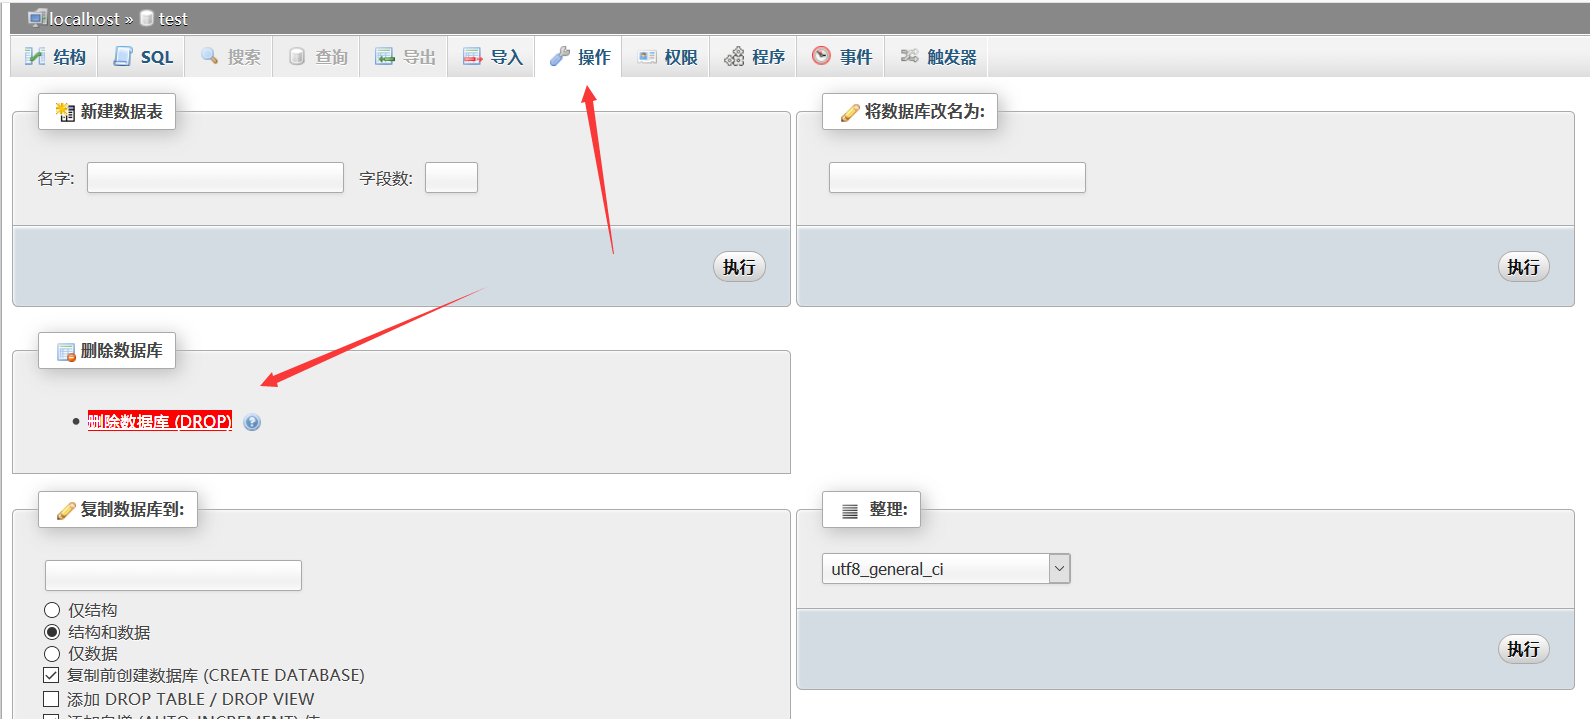 localhost » test
结构 SQL 搜索 查询 导出 导入 操作 权限 程序 事件 触发器
新建数据表
名字: 字段数:
执行
将数据库改名为:
执行
删除数据库
删除数据库 (DROP)
复制数据库到:
仅结构
结构和数据
仅数据
复制前创建数据库 (CREATE DATABASE)
添加 DROP TABLE / DROP VIEW
整理:
utf8_general_ci
执行